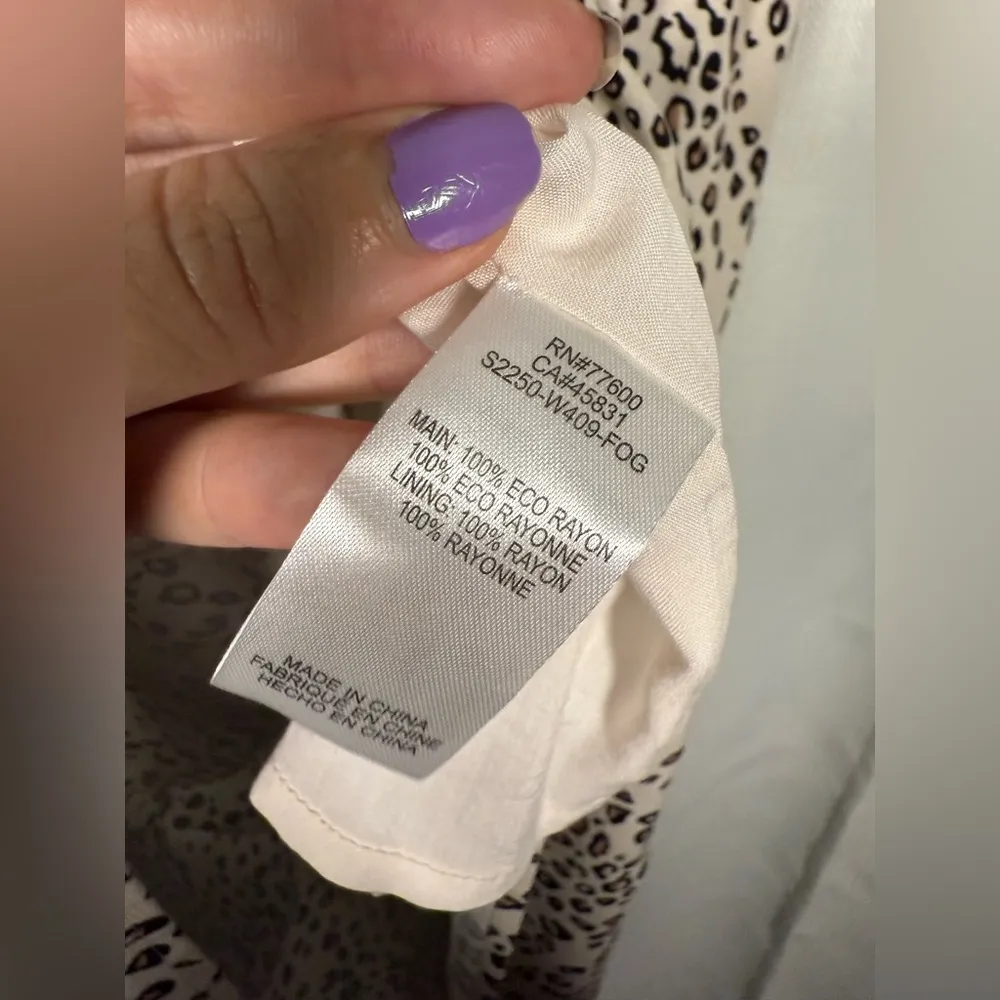 RN#77600
CA#45831
S2250-W409-FOG
MAIN: 100% ECO RAYON
100% ECO RAYONNE
LINING: 100% RAYON
100% RAYONNE
MADE IN CHINA
FABRIQUÉ EN CHINE
HECHO EN CHINA